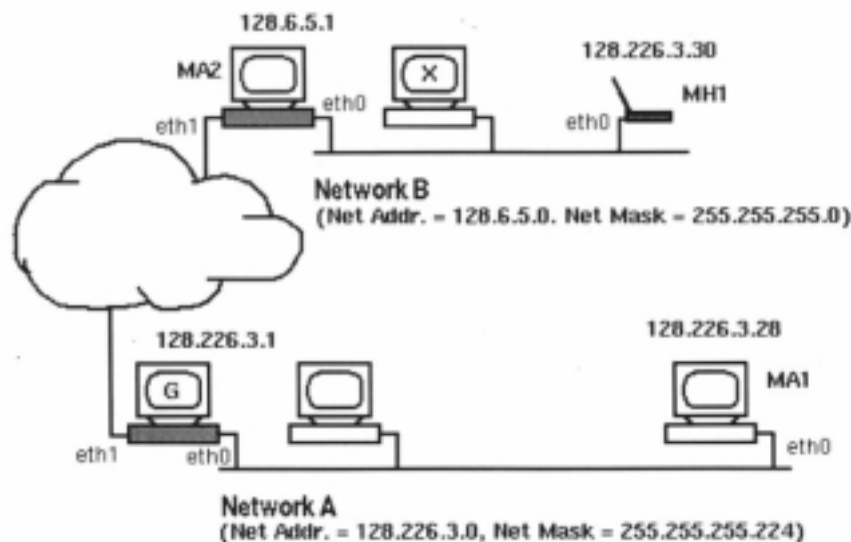 128.6.5.1
MA2
X
128.226.3.30
MH1
eth1
eth0
eth0
Network B
(Net Addr. = 128.6.5.0. Net Mask = 255.255.255.0)
128.226.3.1
G
128.226.3.28
MA1
eth1
eth0
eth0
Network A
(Net Addr. = 128.226.3.0, Net Mask = 255.255.255.224)